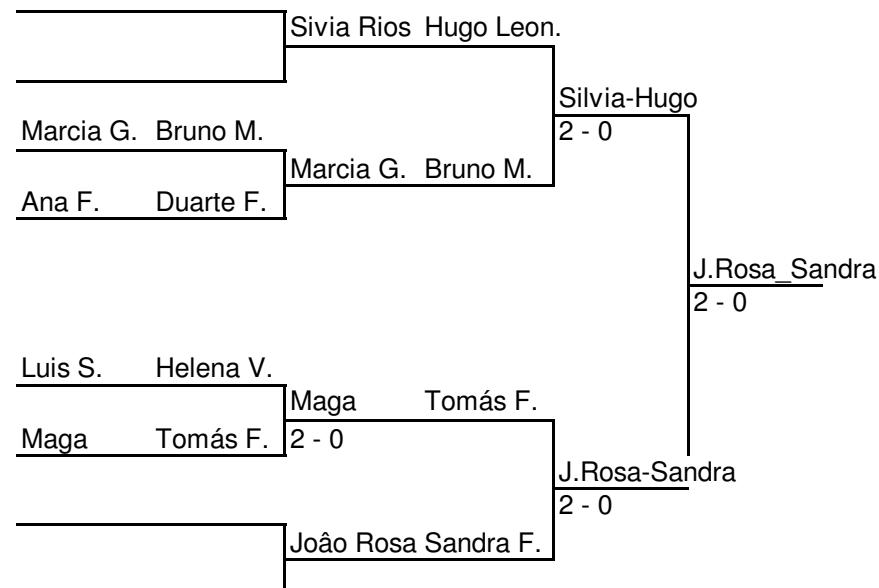 Sivia Rios Hugo Leon.
Silvia-Hugo
Marcia G. Bruno M.
2 - 0
Marcia G. Bruno M.
Ana F. Duarte F.
J.Rosa_Sandra
2 - 0
Luis S. Helena V.
Maga Tomás F.
Maga Tomás F.
2 - 0
J.Rosa-Sandra
2 - 0
Joâo Rosa Sandra F.